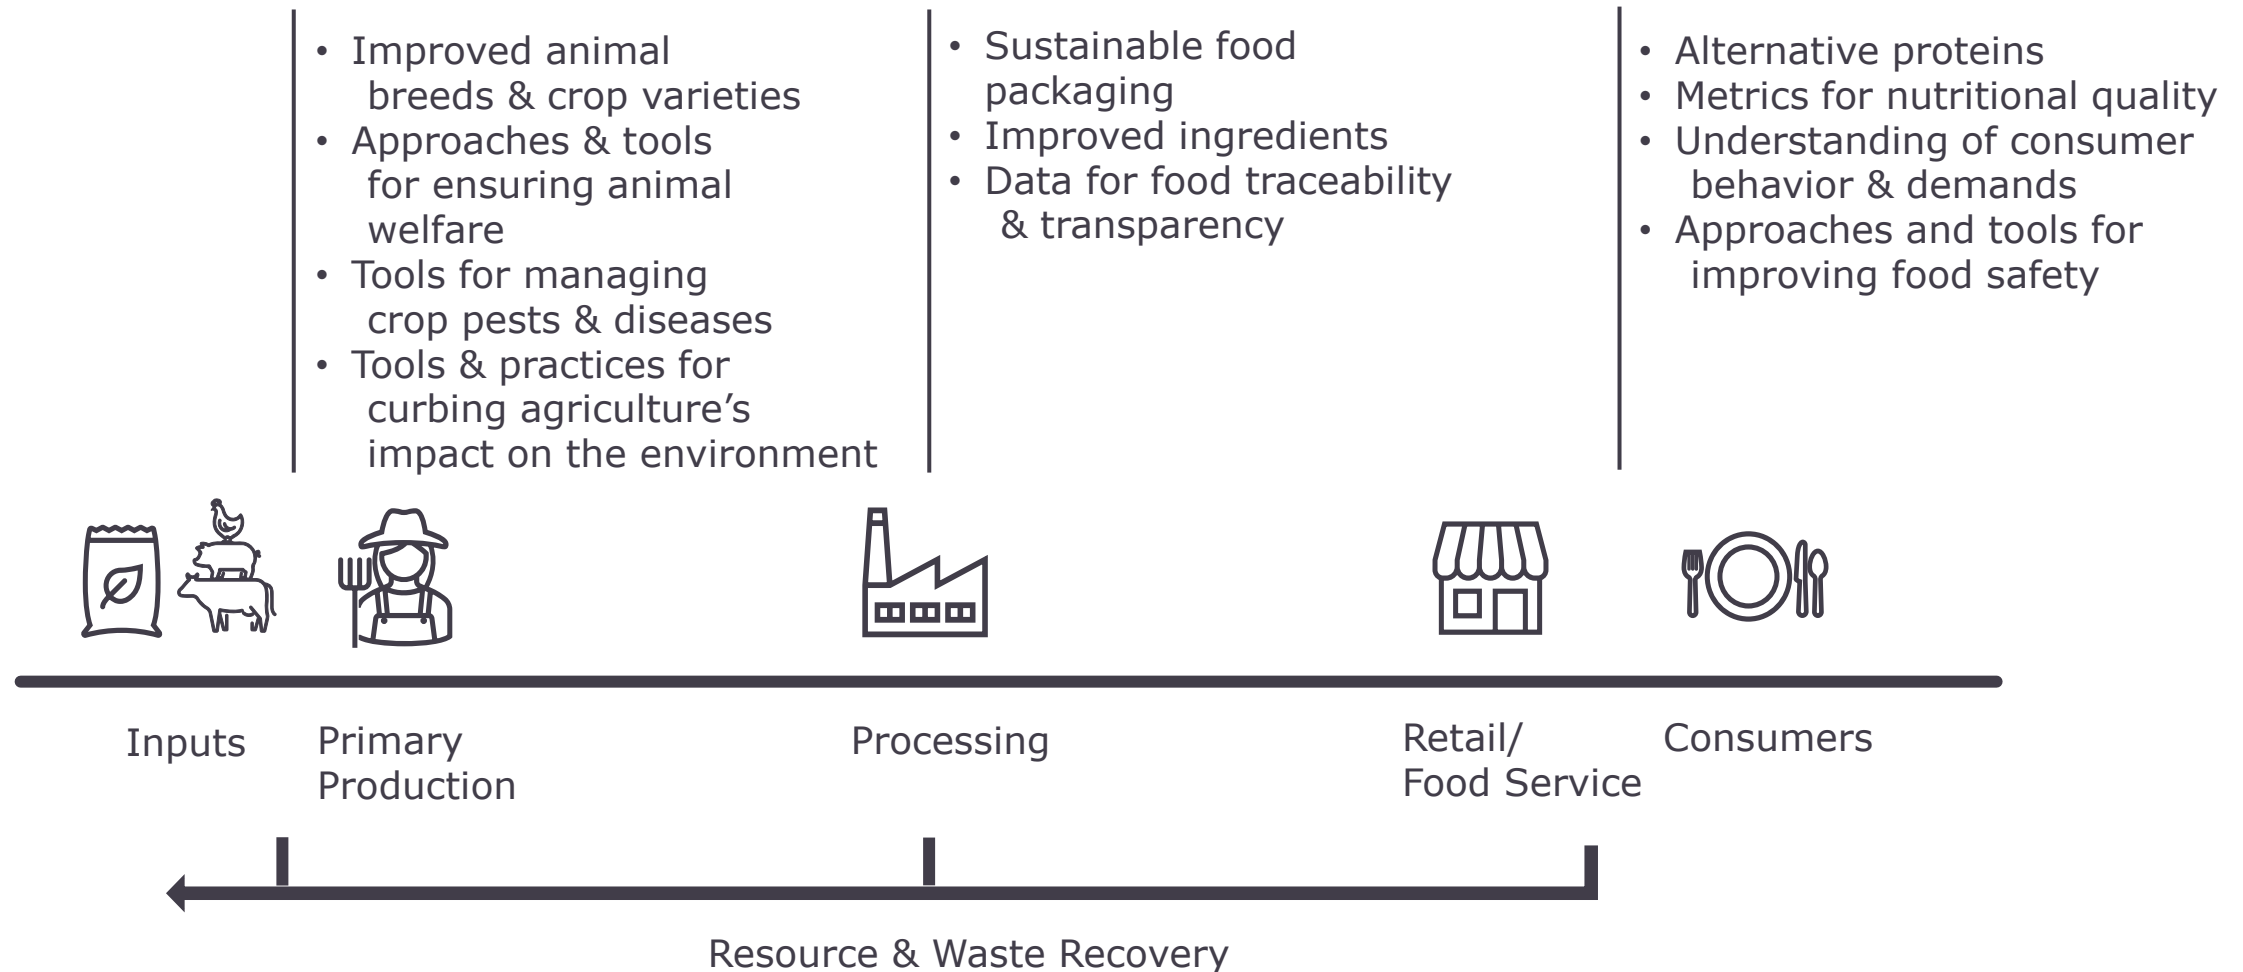 • Improved animal
breeds & crop varieties
• Approaches & tools
for ensuring animal
welfare
• Tools for managing
crop pests & diseases
• Tools & practices for
curbing agriculture’s
impact on the environment
• Sustainable food
packaging
• Improved ingredients
• Data for food traceability
& transparency
• Alternative proteins
• Metrics for nutritional quality
• Understanding of consumer
behavior & demands
• Approaches and tools for
improving food safety
Inputs
Primary
Production
Processing
Retail/
Food Service
Consumers
Resource & Waste Recovery